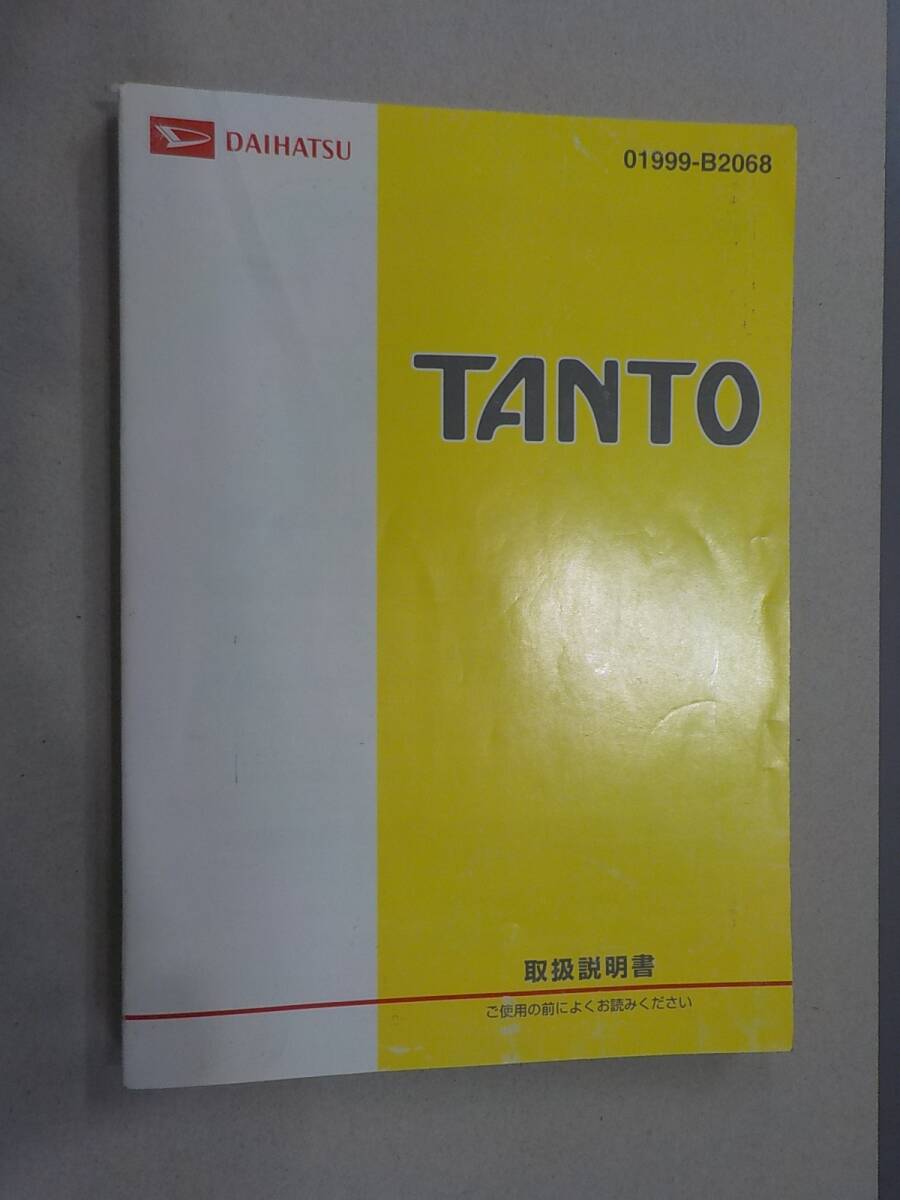 DAIHATSU
01999-B2068
TANTO
取扱説明書
ご使用の前によくお読みください